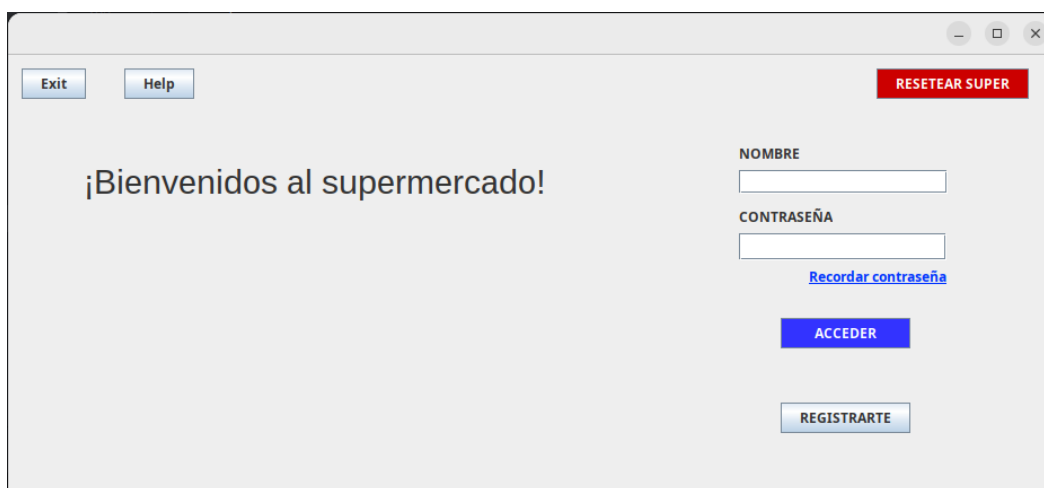 Exit
Help
RESETEAR SUPER
¡Bienvenidos al supermercado!
NOMBRE
CONTRASEÑA
Recordar contraseña
ACCEDER
REGISTRARTE